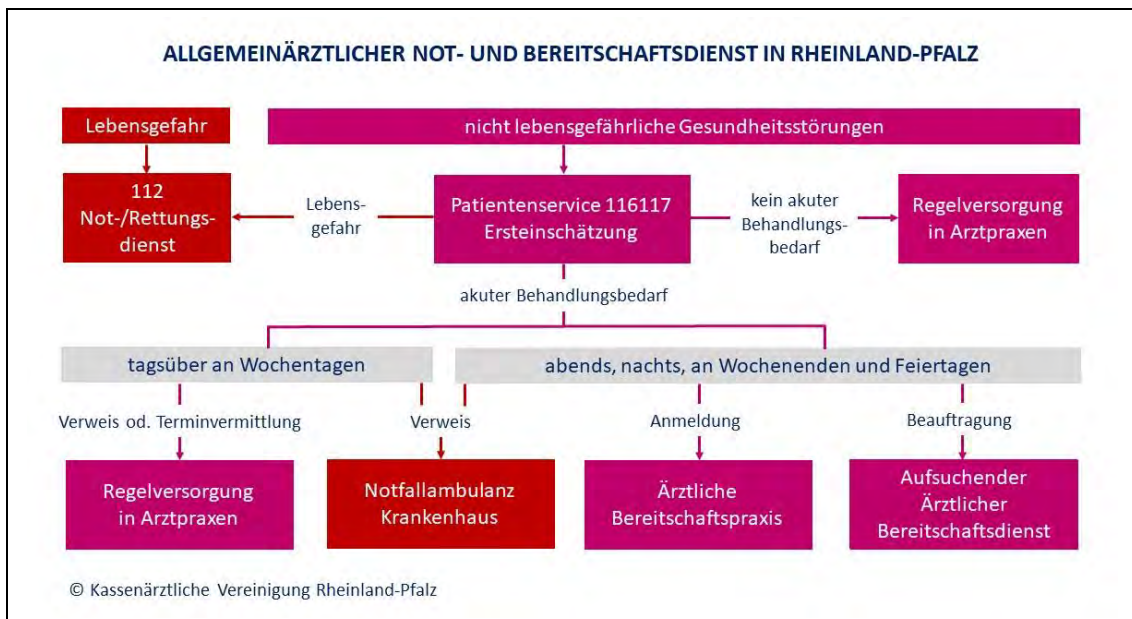 ALLGEMEINÄRZTLICHER NOT- UND BEREITSCHAFTSDIENST IN RHEINLAND-PFALZ
Lebensgefahr
nicht lebensgefährliche Gesundheitsstörungen
112
Not-/Rettungs-
dienst
Lebens-
gefahr
Patientenservice 116117
Ersteinschätzung
kein akuter
Behandlungs-
bedarf
Regelversorgung
in Arztpraxen
akuter Behandlungsbedarf
tagsüber an Wochentagen
abends, nachts, an Wochenenden und Feiertagen
Verweis od. Terminvermittlung
Verweis
Anmeldung
Beauftragung
Regelversorgung
in Arztpraxen
Notfallambulanz
Krankenhaus
Ärztliche
Bereitschaftspraxis
Aufsuchender
Ärztlicher
Bereitschaftsdienst
© Kassenärztliche Vereinigung Rheinland-Pfalz